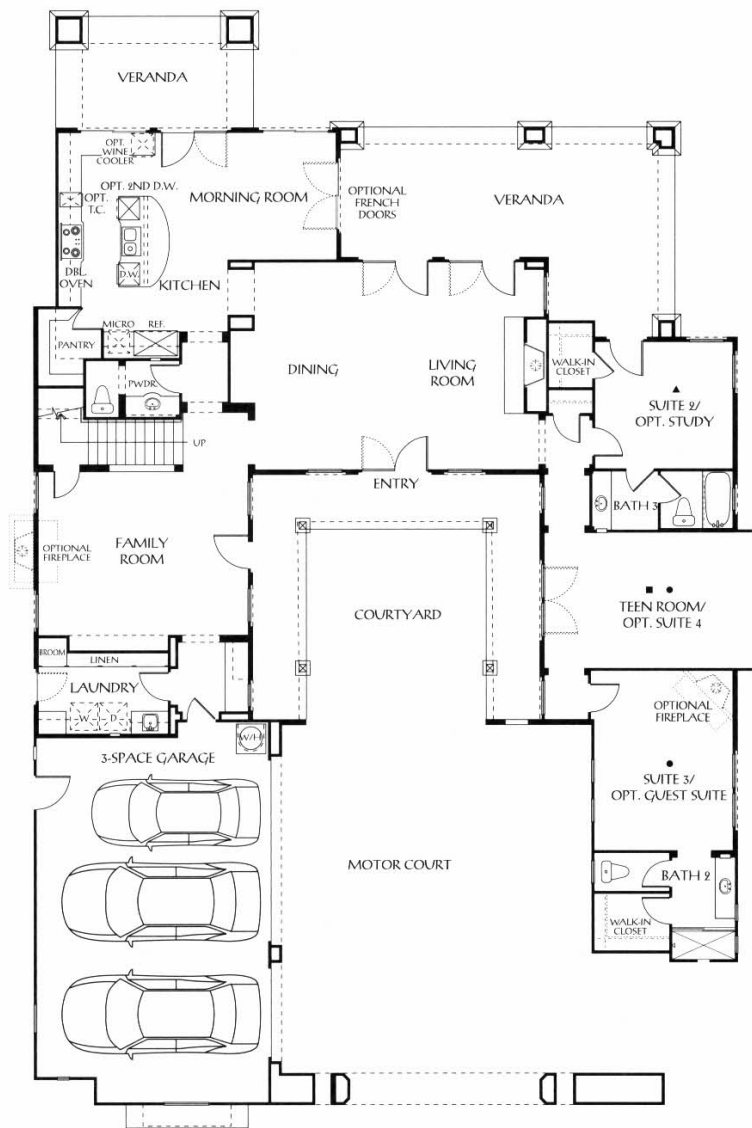 VERANDA
OPT.
WINE
COOLER
OPT. 2ND D.W.
OPT.
T.C.
MORNING ROOM
OPTIONAL
FRENCH
DOORS
VERANDA
DBL.
OVEN
D.W.
KITCHEN
MICRO
REF.
PANTRY
PWDR.
DINING
LIVING
ROOM
WALK-IN
CLOSET
SUITE 2/
OPT. STUDY
UP
ENTRY
BATH 3
OPTIONAL
FIREPLACE
FAMILY
ROOM
COURTYARD
TEEN ROOM/
OPT. SUITE 4
BROOM
LINEN
LAUNDRY
W
D
OPTIONAL
FIREPLACE
W/H
3-SPACE GARAGE
SUITE 3/
OPT. GUEST SUITE
MOTOR COURT
BATH 2
WALK-IN
CLOSET